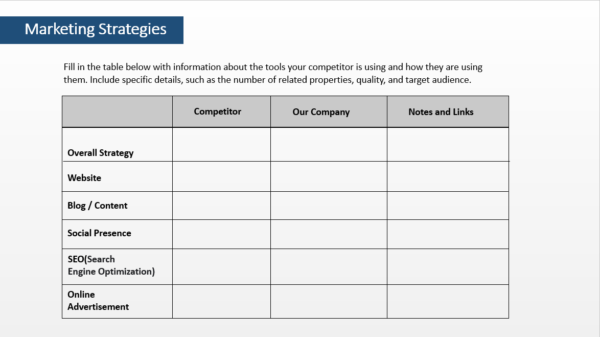 Marketing Strategies
Fill in the table below with information about the tools your competitor is using and how they are using
them. Include specific details, such as the number of related properties, quality, and target audience.
Competitor Our Company Notes and Links
Overall Strategy
Website
Blog / Content
Social Presence
SEO(Search
Engine Optimization)
Online
Advertisement